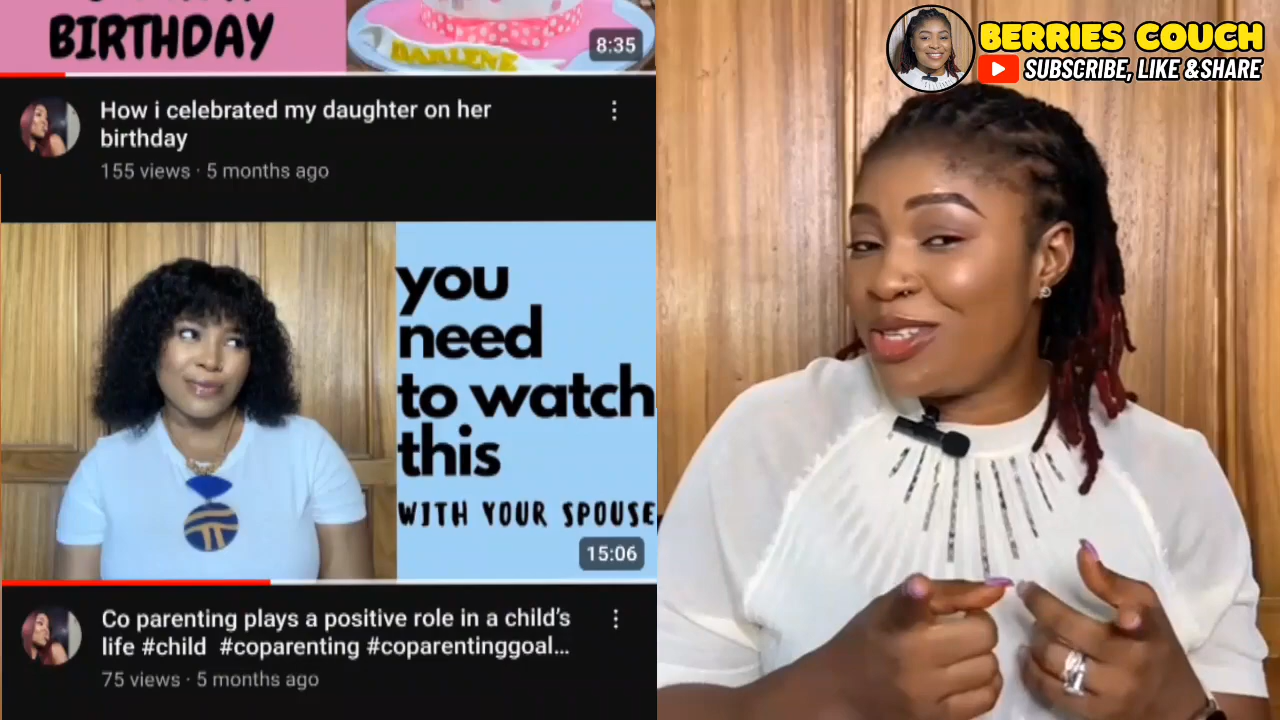 BIRTHDAY
DARLENE
8:35
How i celebrated my daughter on her
birthday
155 views · 5 months ago
you
need
to watch
this
WITH YOUR SPOUSE
15:06
Co parenting plays a positive role in a child's
life #child #coparenting #coparentinggoal...
75 views · 5 months ago
BERRIES COUCH
SUBSCRIBE, LIKE &SHARE